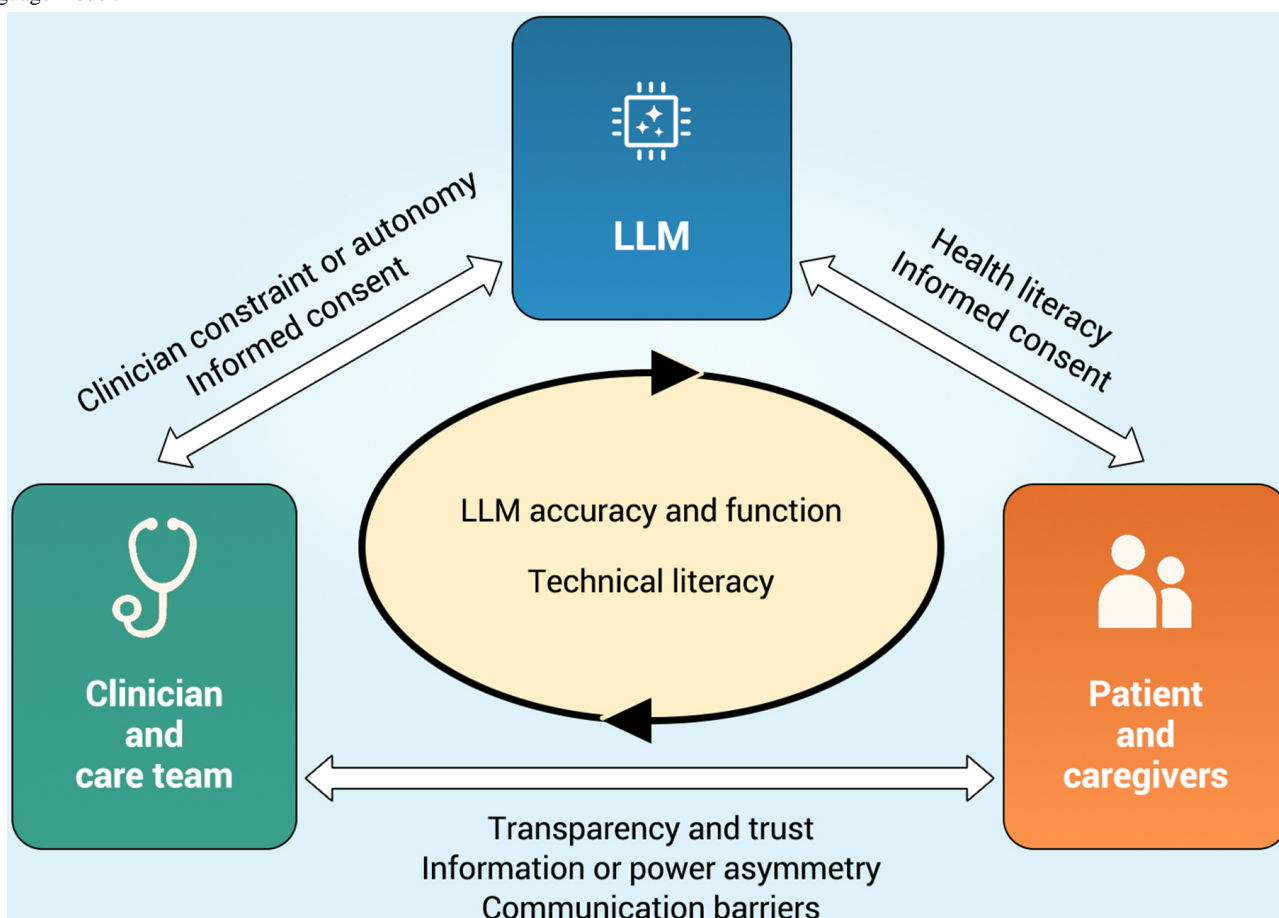 LLM
Clinician constraint or autonomy
Informed consent
Health literacy
Informed consent
LLM accuracy and function
Technical literacy
Clinician
and
care team
Patient
and
caregivers
Transparency and trust
Information or power asymmetry
Communication barriers